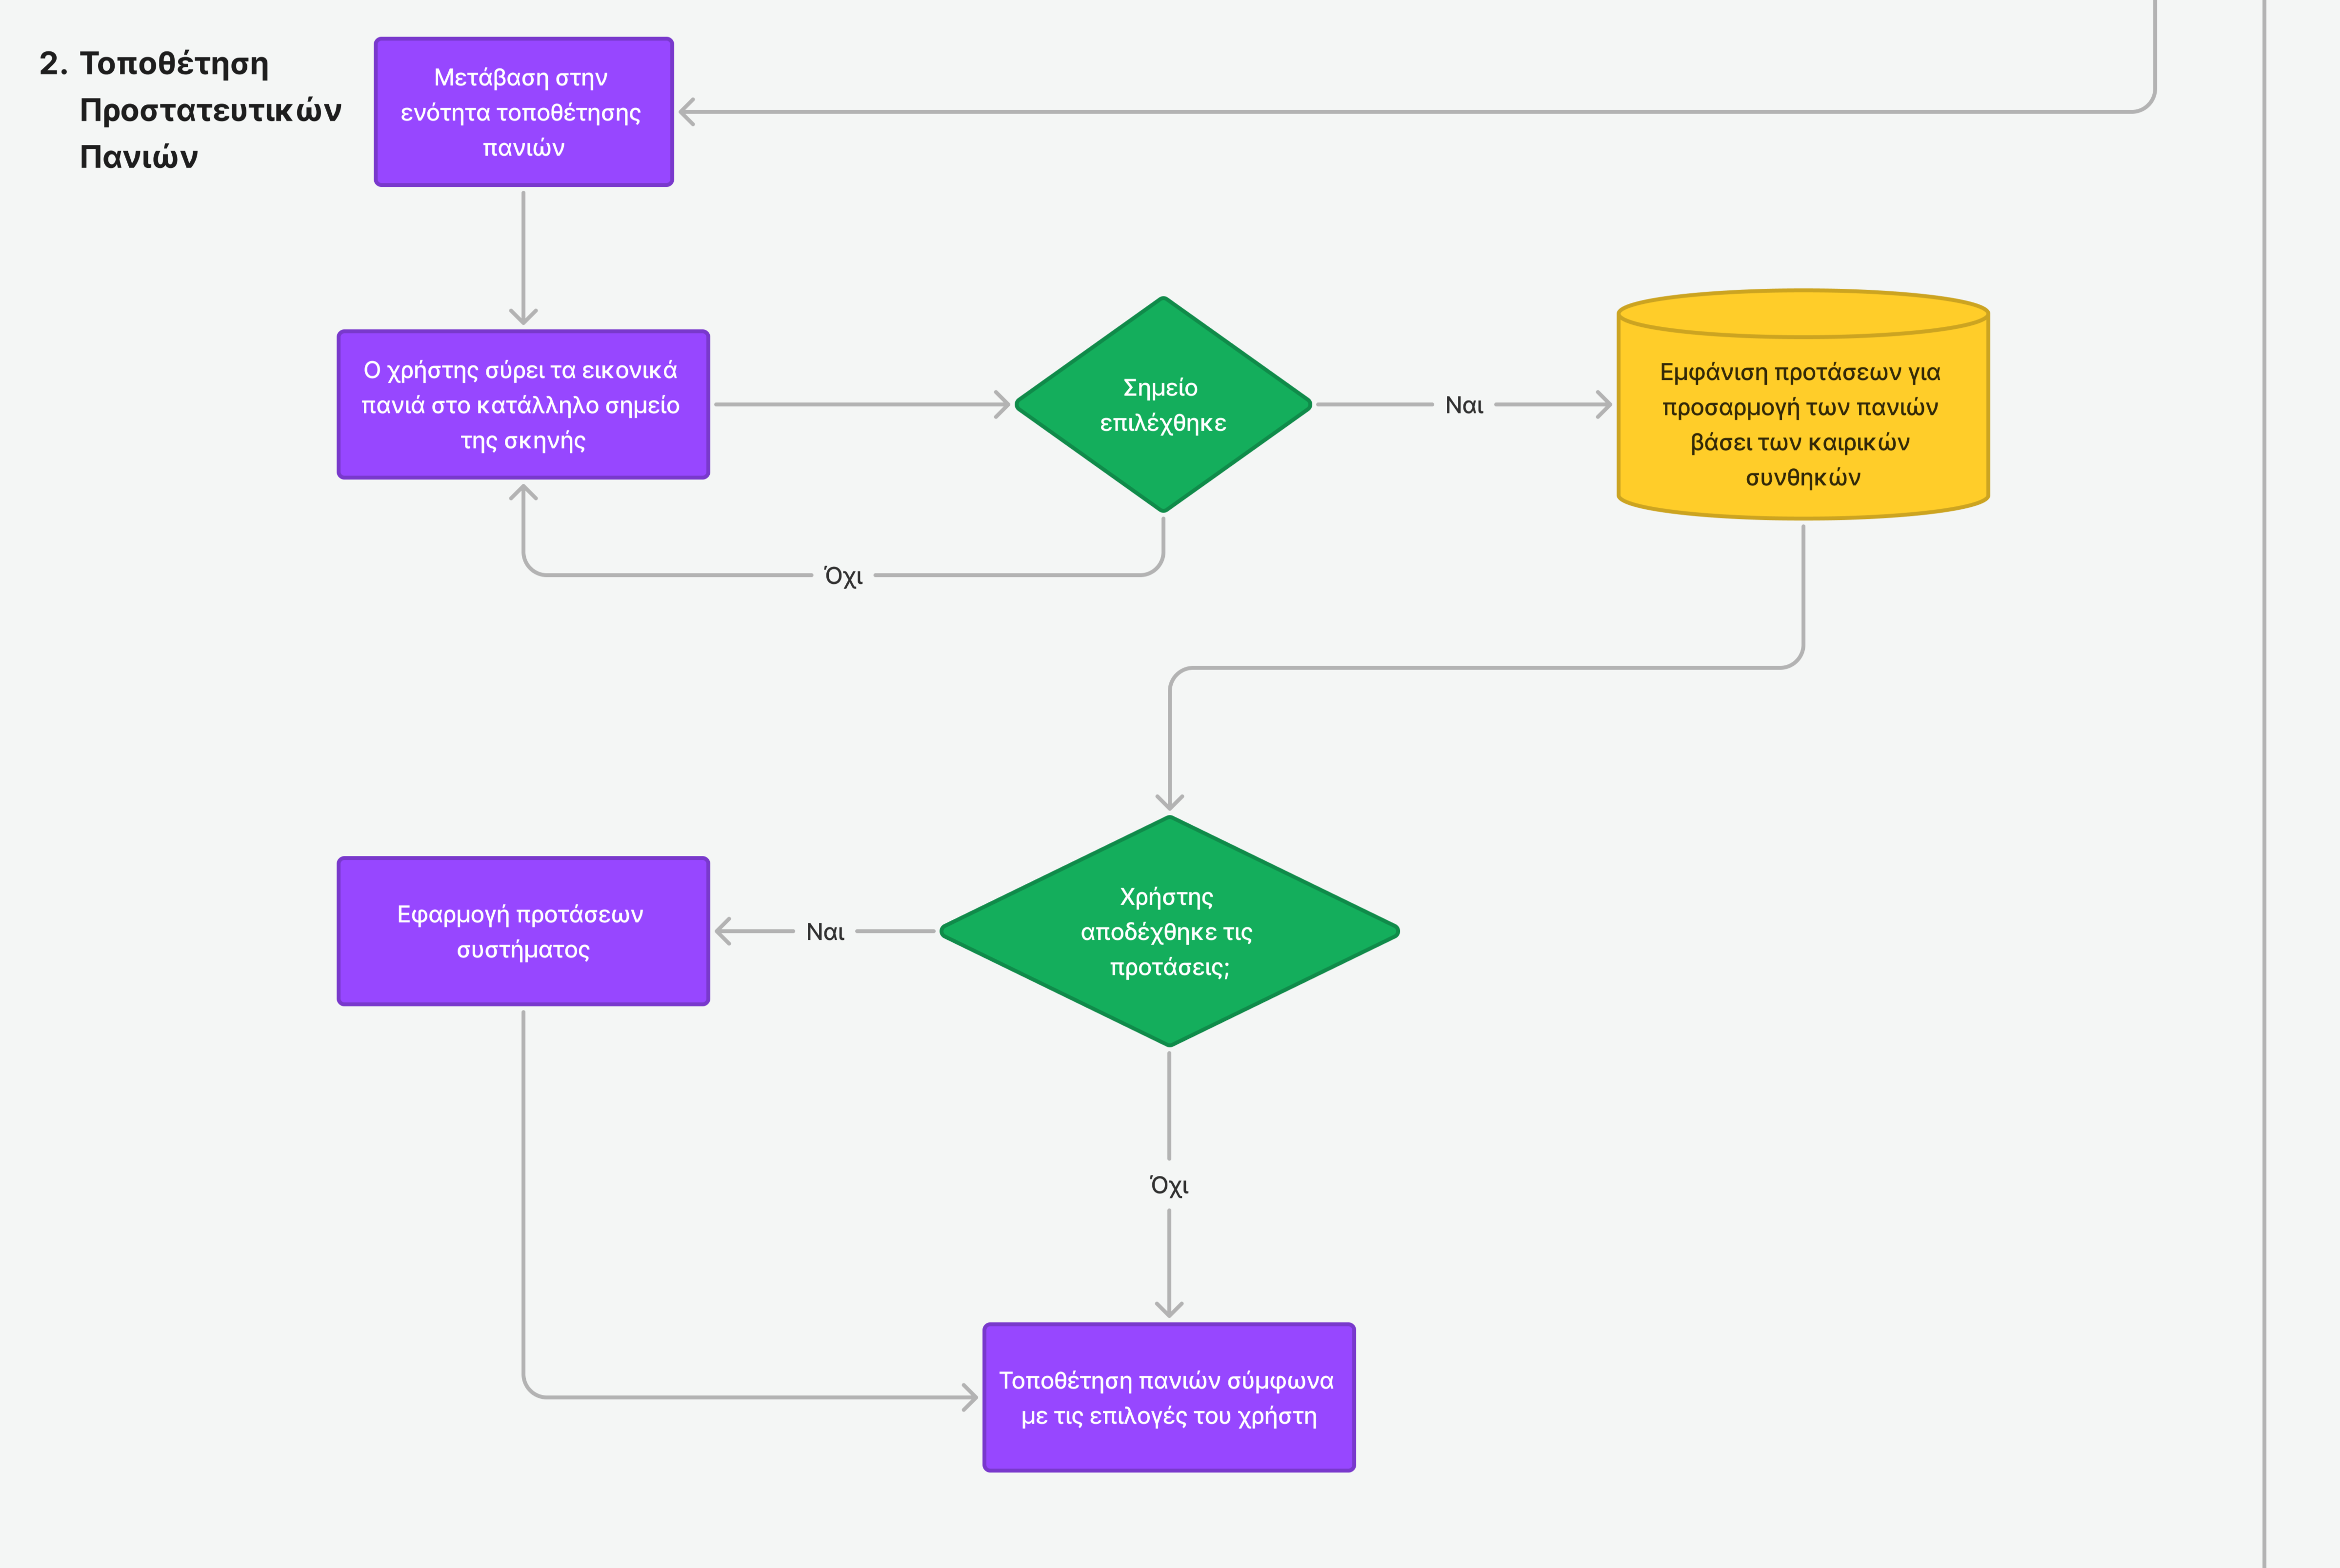 2. Τοποθέτηση
Προστατευτικών
Πανιών
Μετάβαση στην
ενότητα τοποθέτησης
πανιών
Ο χρήστης σύρει τα εικονικά
πανιά στο κατάλληλο σημείο
της σκηνής
Σημείο
επιλέχθηκε
Ναι
Εμφάνιση προτάσεων για
προσαρμογή των πανιών
βάσει των καιρικών
συνθηκών
Όχι
Χρήστης
αποδέχθηκε τις
προτάσεις;
Ναι
Εφαρμογή προτάσεων
συστήματος
Όχι
Τοποθέτηση πανιών σύμφωνα
με τις επιλογές του χρήστη